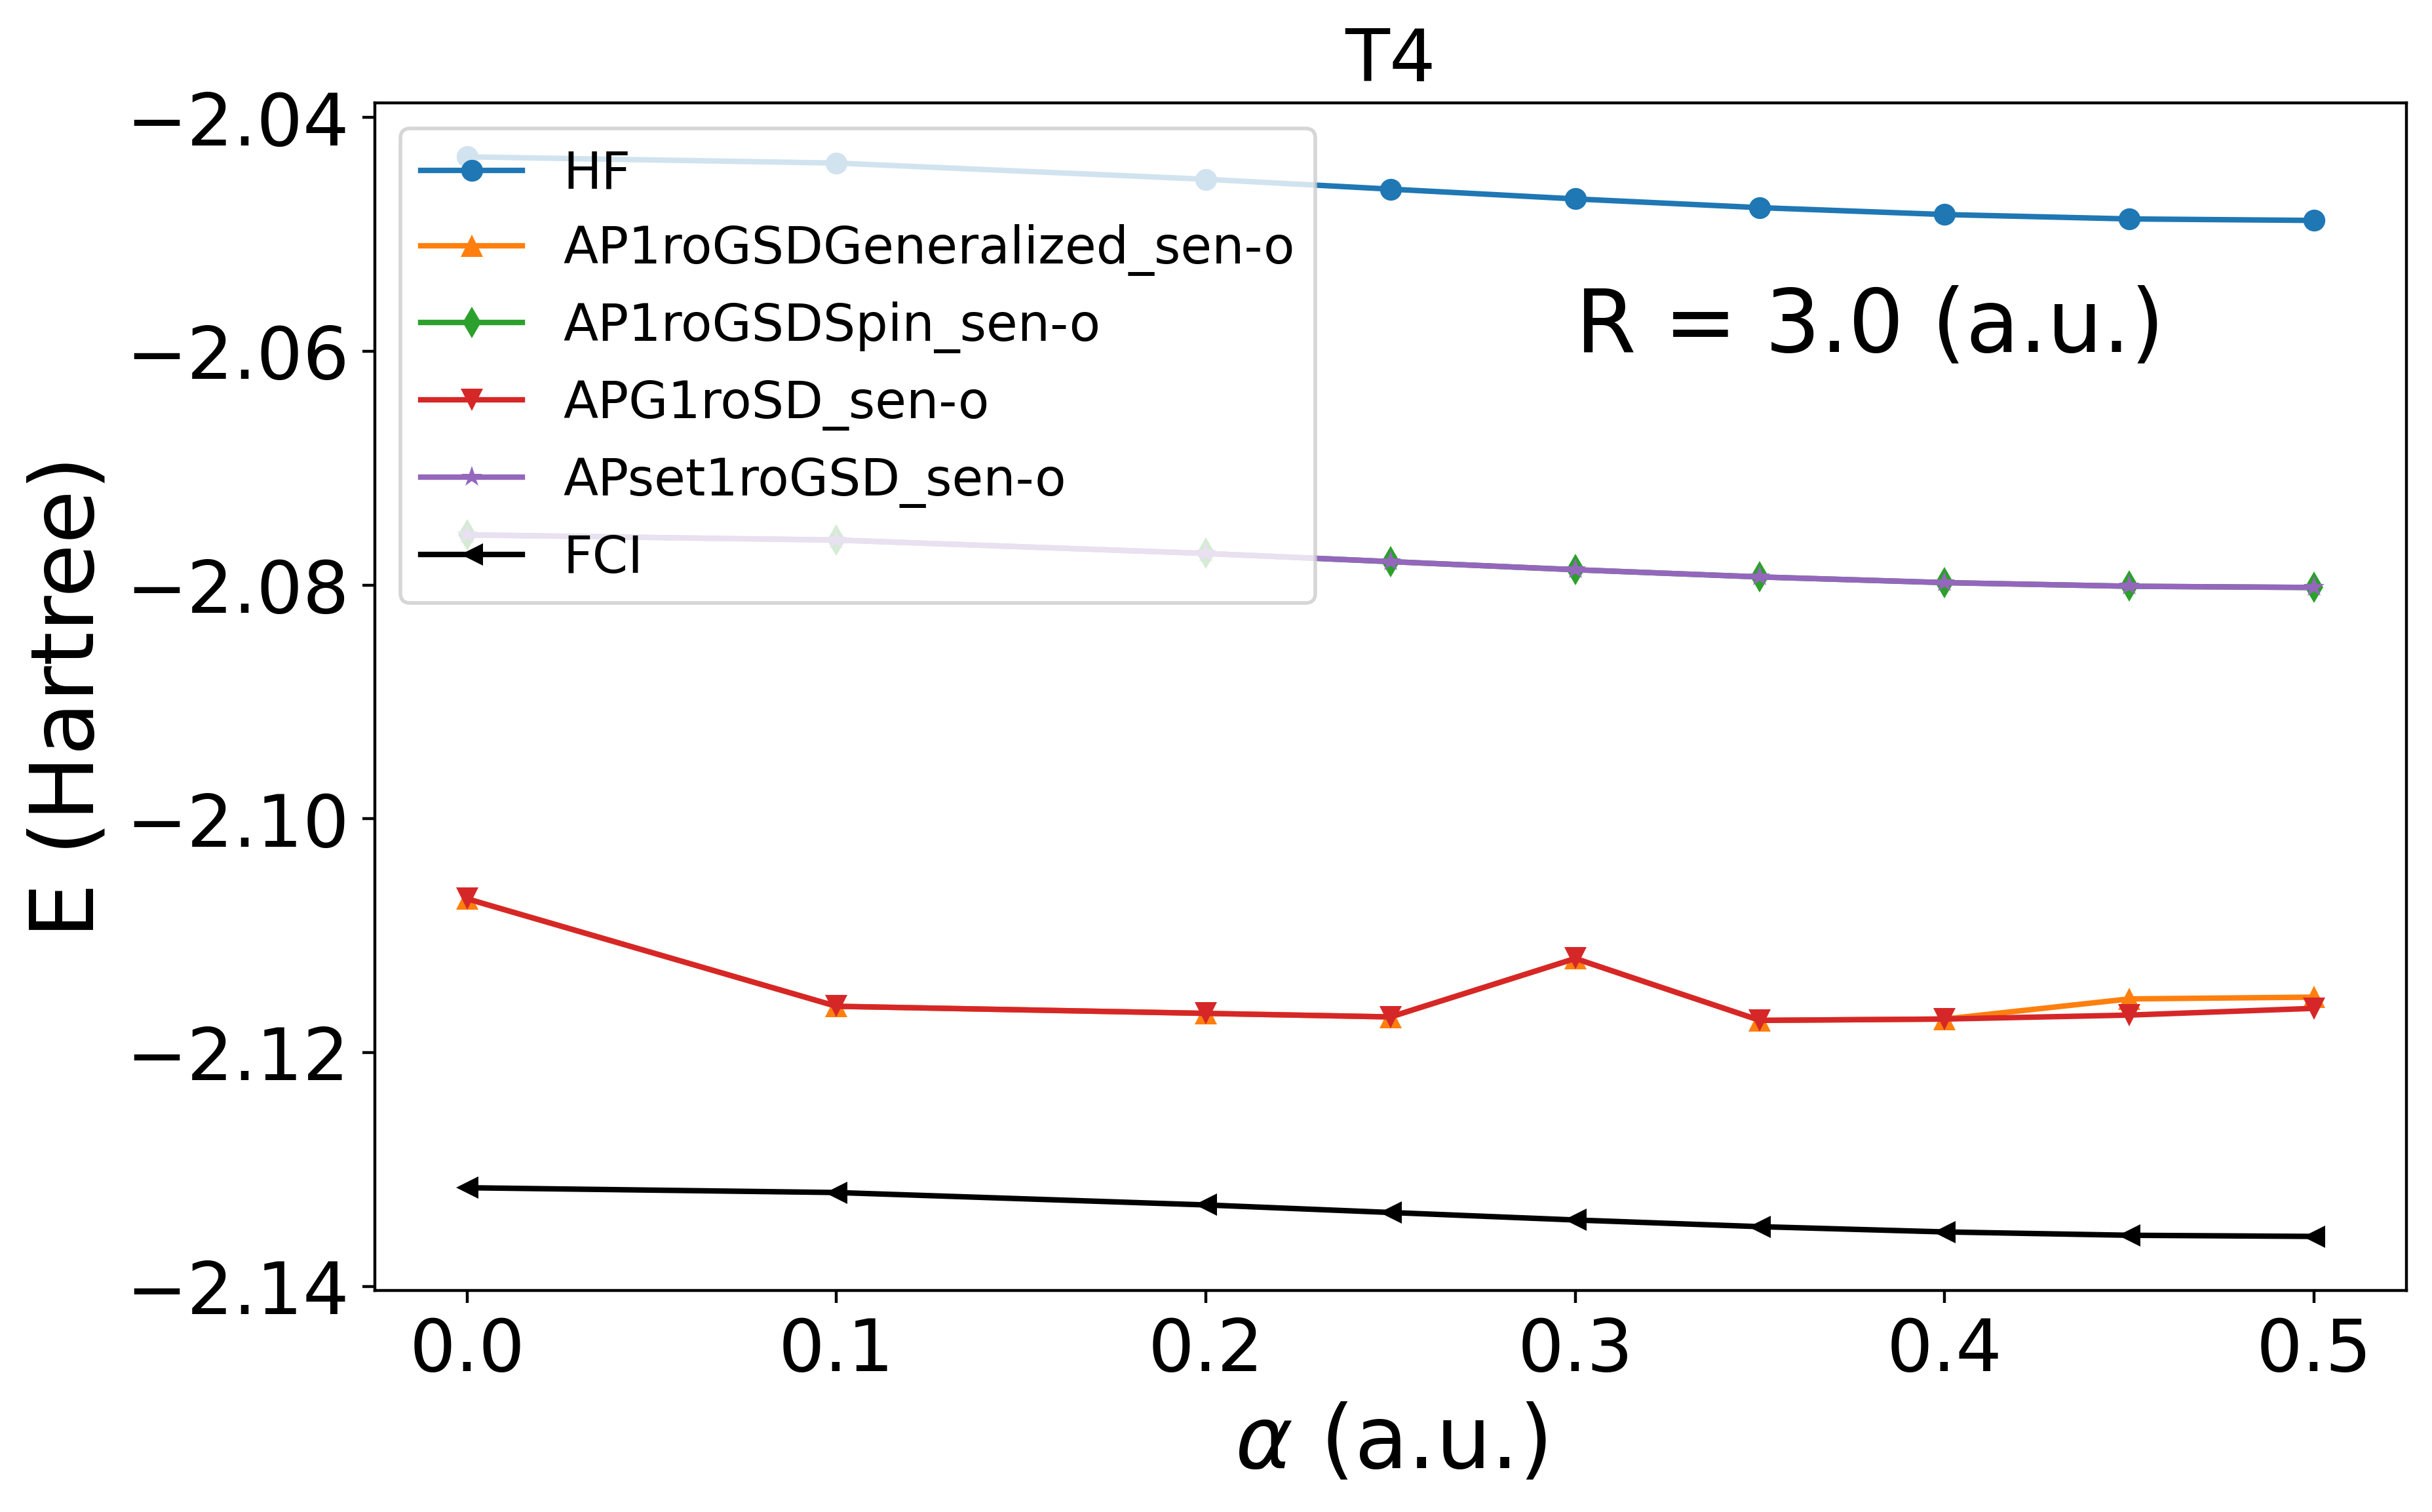 T4
−2.04
−2.06
−2.08
−2.10
−2.12
−2.14
E (Hartree)
HF
AP1roGSDGeneralized_sen-o
AP1roGSDSpin_sen-o
APG1roSD_sen-o
APset1roGSD_sen-o
FCI
R = 3.0 (a.u.)
0.0 0.1 0.2 0.3 0.4 0.5
α (a.u.)